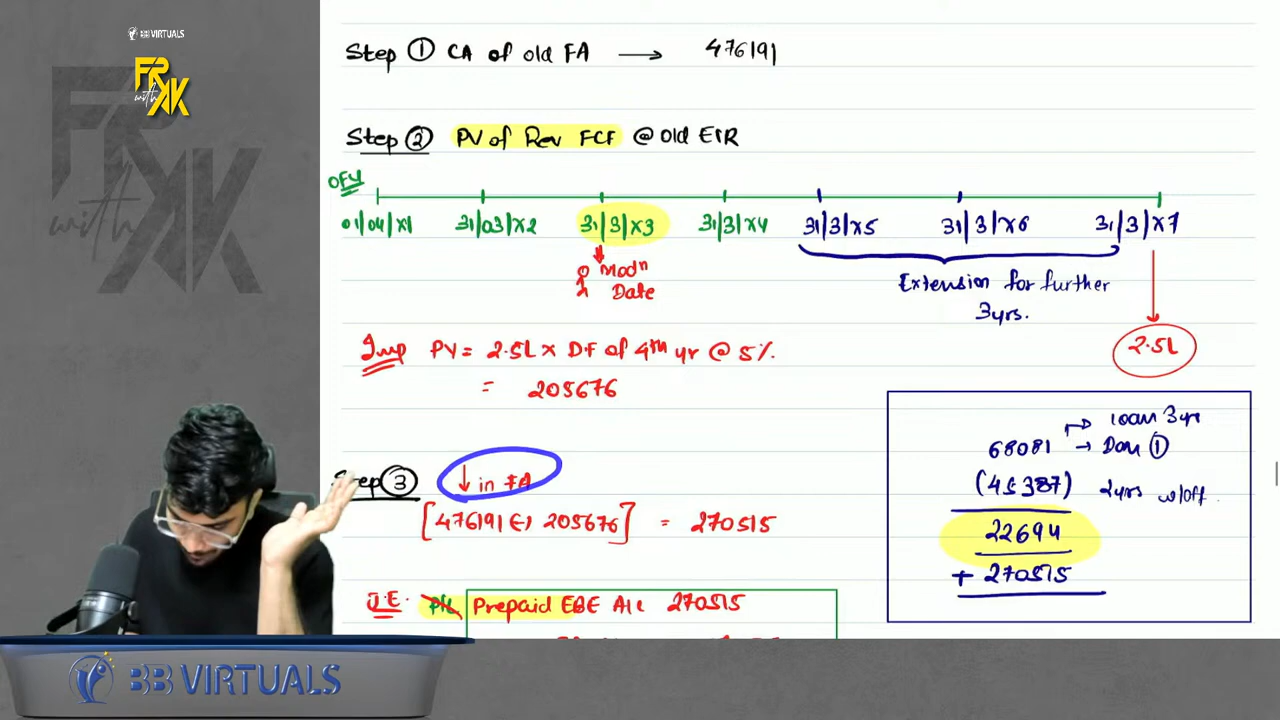 BB VIRTUALS
FR
with
KK
FR
with
KK
Step ① CA of old FA → 476191
Step ② PV of Rev FCF @ old EIR
OFY
01/04/x1 31/03/x2 31/3/x3 31/3/x4 31/3/x5 31/3/x6 31/3/x7
Modⁿ
Date
Extension for further
3yrs.
2.5L
Imp PV = 2.5L × D.F of 4th yr @ 5%
= 205676
Step ③ ↓ in FA
[476191 (-) 205676] = 270515
68081 → loan 3yr
→ Day ①
(45387) 2yrs w/off.
22694
+ 270515
J.E. P/L Prepaid EBE A/c 270515
BB VIRTUALS